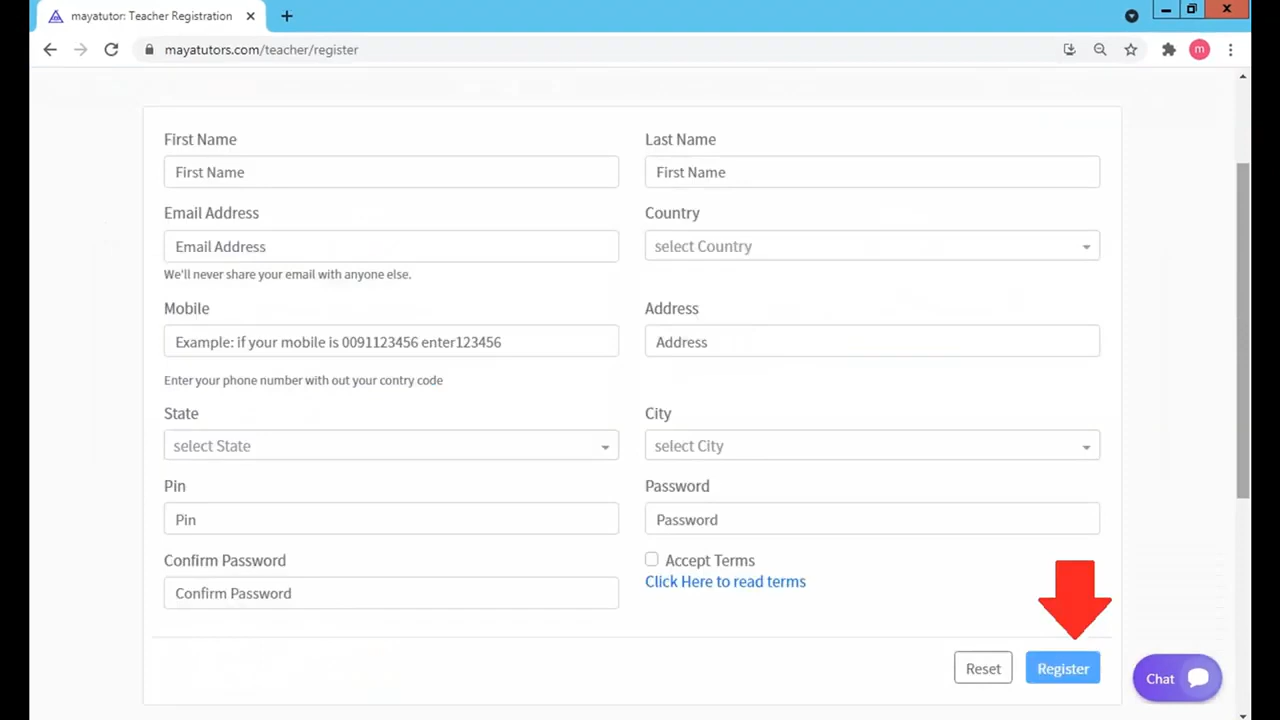 mayatutor: Teacher Registration
mayatutors.com/teacher/register
m
First Name
Last Name
First Name
First Name
Email Address
Country
Email Address
select Country
We'll never share your email with anyone else.
Mobile
Address
Example: if your mobile is 0091123456 enter123456
Address
Enter your phone number with out your contry code
State
City
select State
select City
Pin
Password
Pin
Password
Confirm Password
Accept Terms
Click Here to read terms
Confirm Password
Reset
Register
Chat